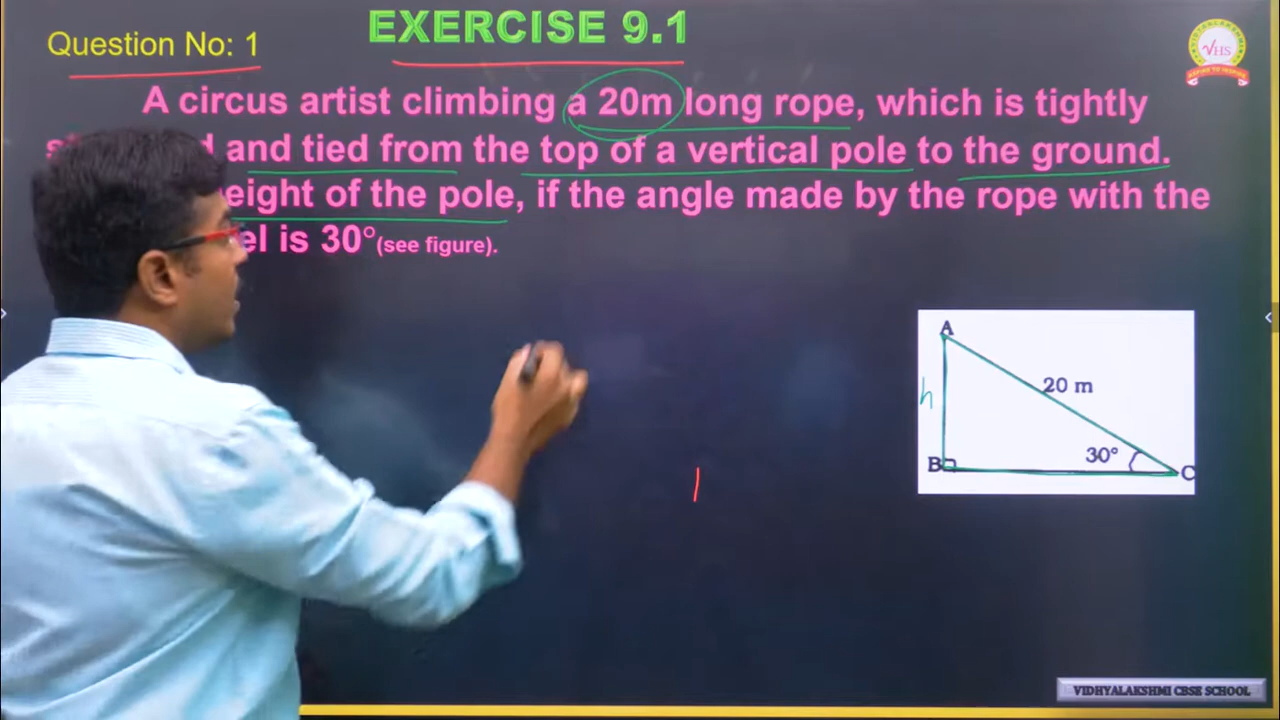 EXERCISE 9.1
Question No: 1
VHS
A circus artist climbing a 20m long rope, which is tightly
and tied from the top of a vertical pole to the ground.
of the pole, if the angle made by the rope with the
is 30°(see figure).
A
20 m
h
30°
B
C
VIDHYALAKSHMI CBSE SCHOOL